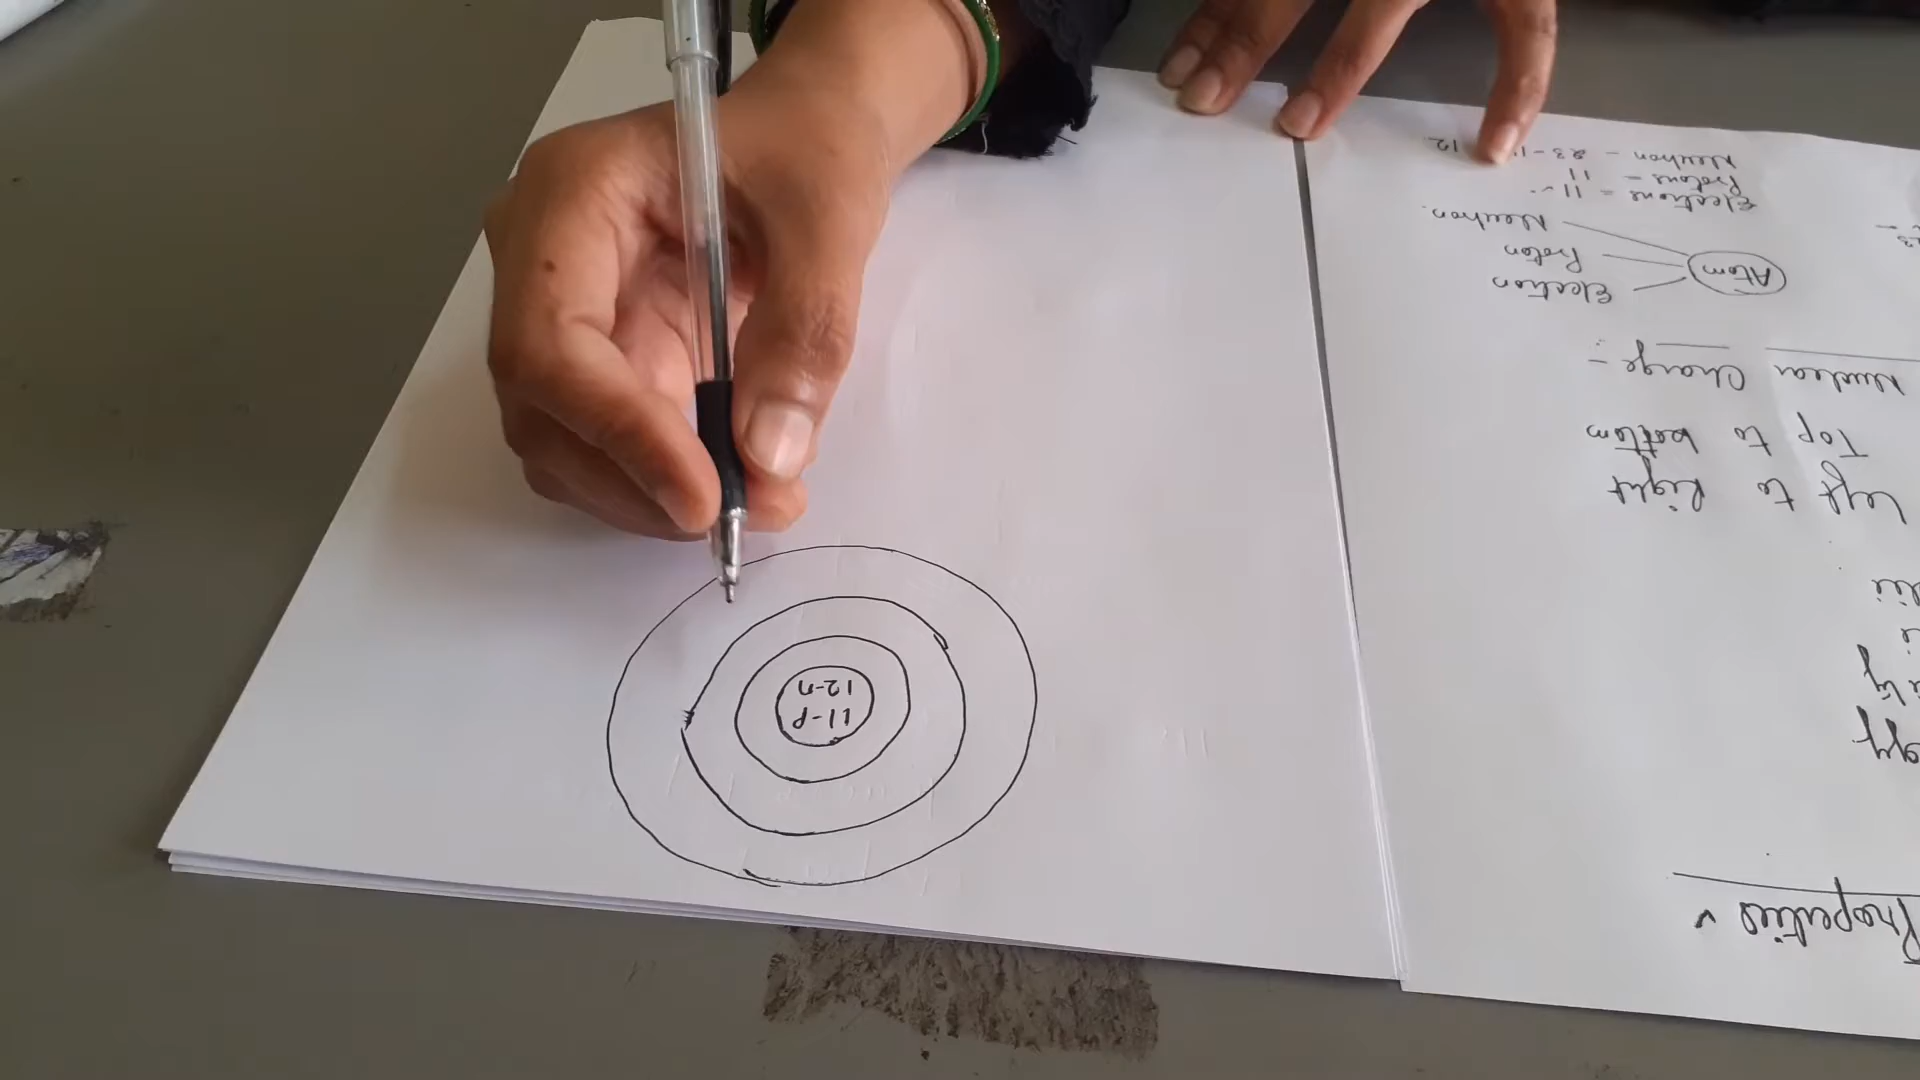 Properties ✓
Left to Right
Top to bottom
Nuclear Change :-
Atom
Electron
Proton
Neutron.
Electrons = 11
Protons = 11
Neutron - 23-11
12
11-p
12-n